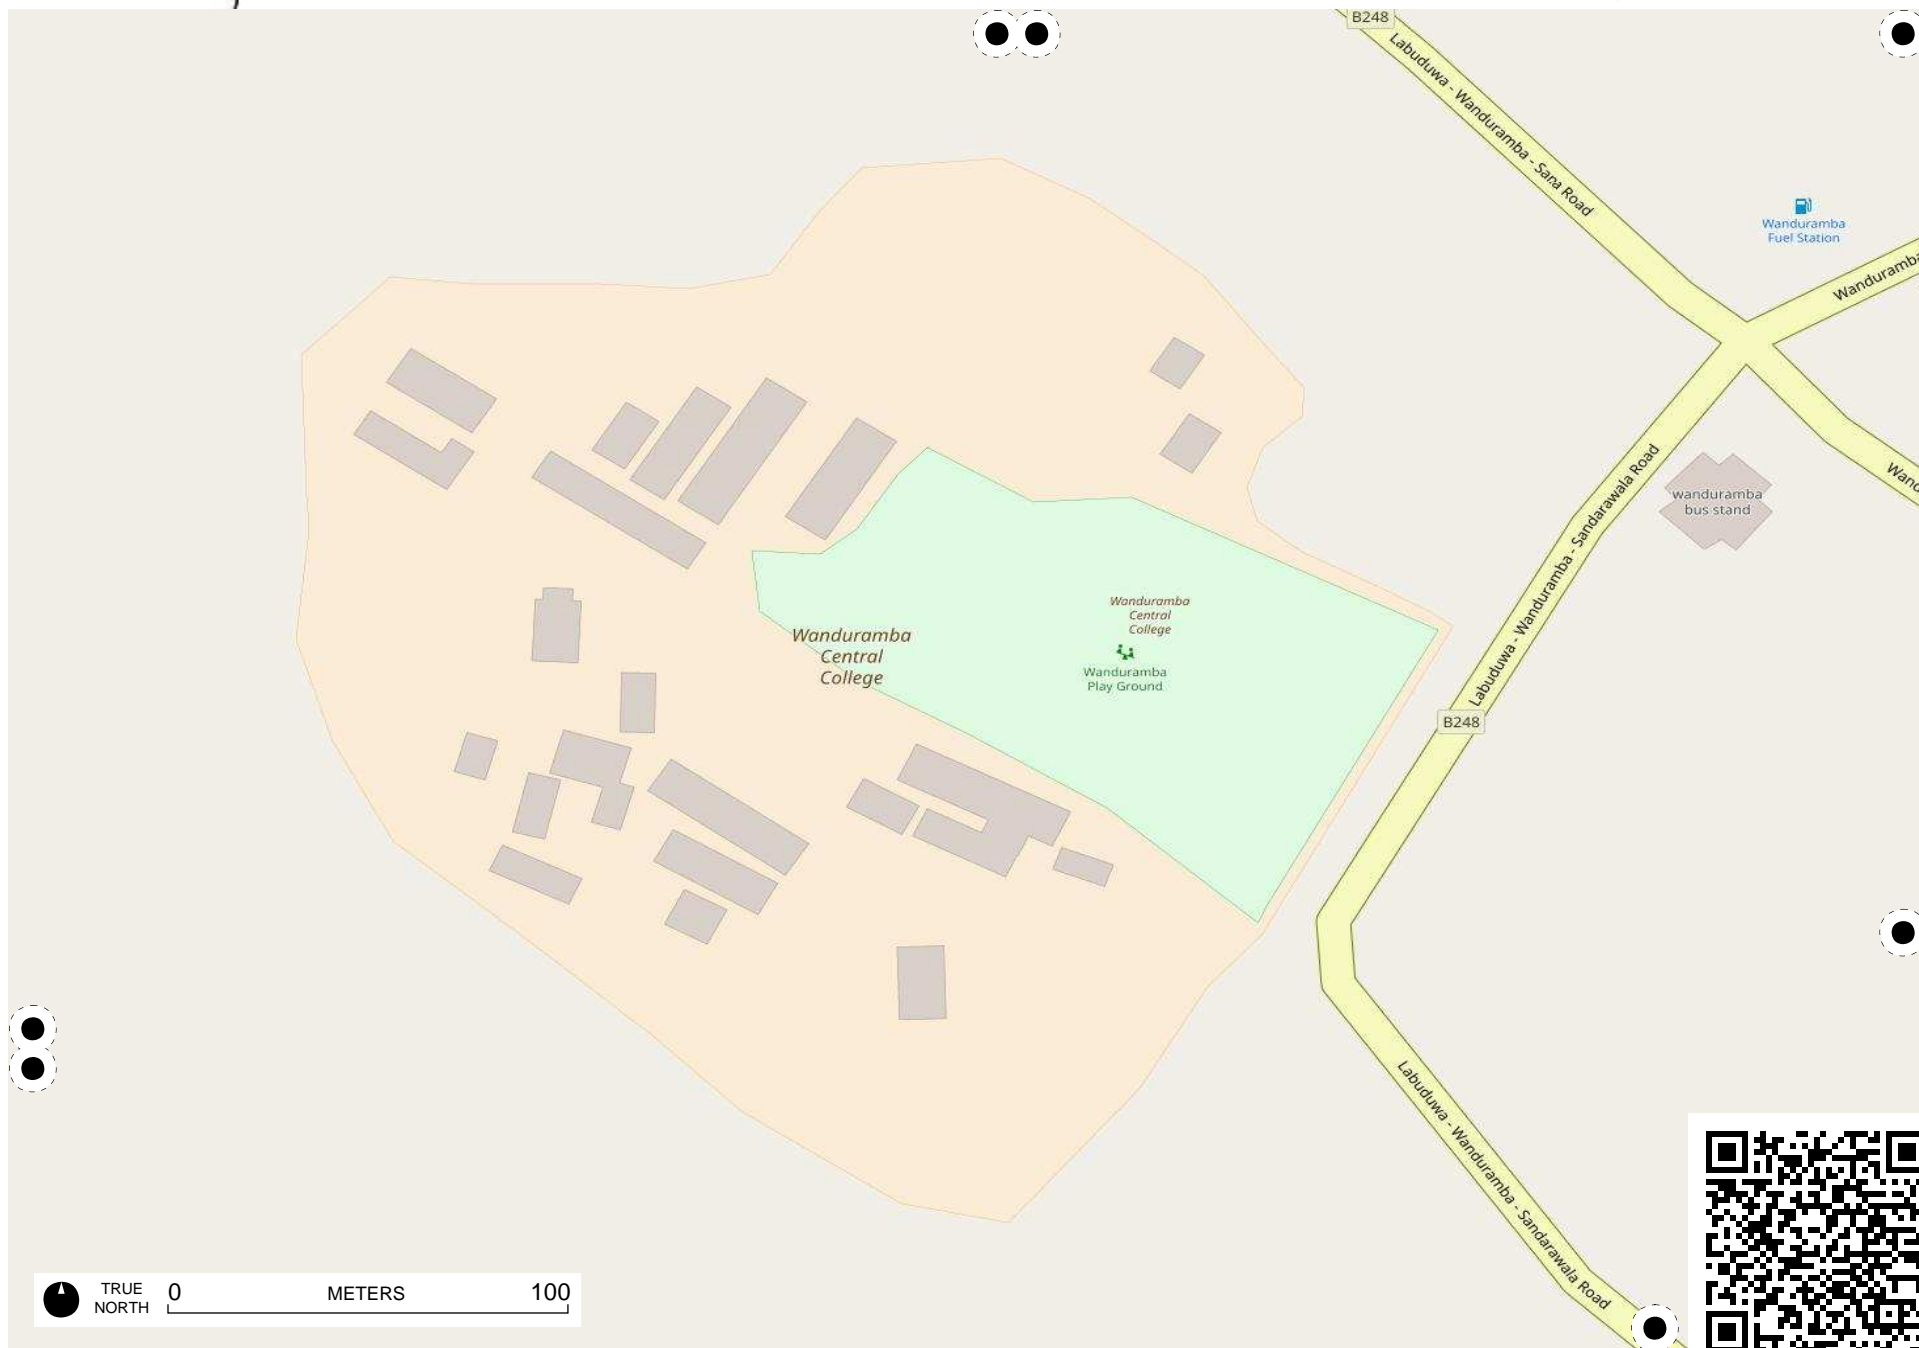 B248
Labuduwa - Wanduramba - Sana Road
Wanduramba
Fuel Station
Wanduramba
Labuduwa - Wanduramba - Sandarawala Road
wanduramba
bus stand
Wanduramba
Central
College
Wanduramba
Central
College
Wanduramba
Play Ground
B248
Labuduwa - Wanduramba - Sandarawala Road
TRUE
NORTH
0
METERS
100